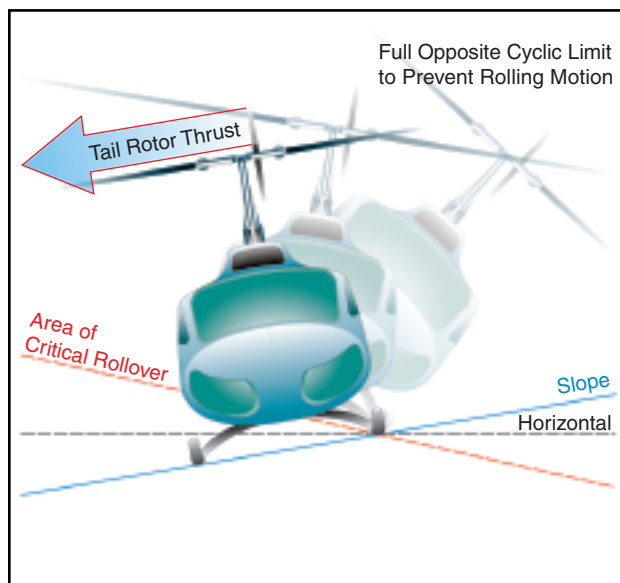 Full Opposite Cyclic Limit
to Prevent Rolling Motion
Tail Rotor Thrust
Area of
Critical Rollover
Slope
Horizontal